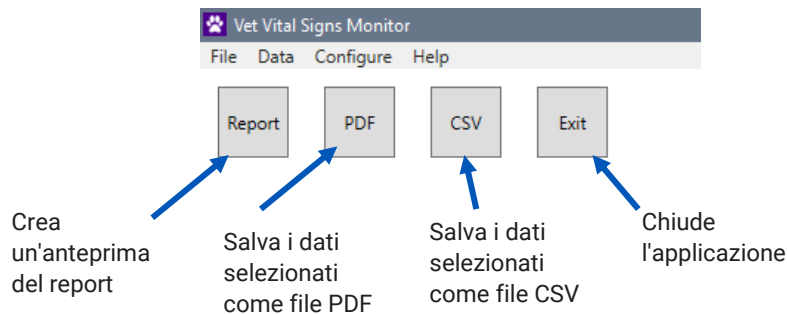 Vet Vital Signs Monitor
File Data Configure Help
Report PDF CSV Exit
Crea
un'anteprima
del report
Salva i dati
selezionati
come file PDF
Salva i dati
selezionati
come file CSV
Chiude
l'applicazione